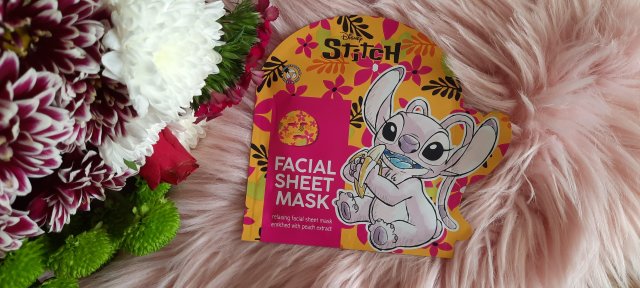 Disney
STITCH
FACIAL
SHEET
MASK
relaxing facial sheet mask
enriched with peach extract